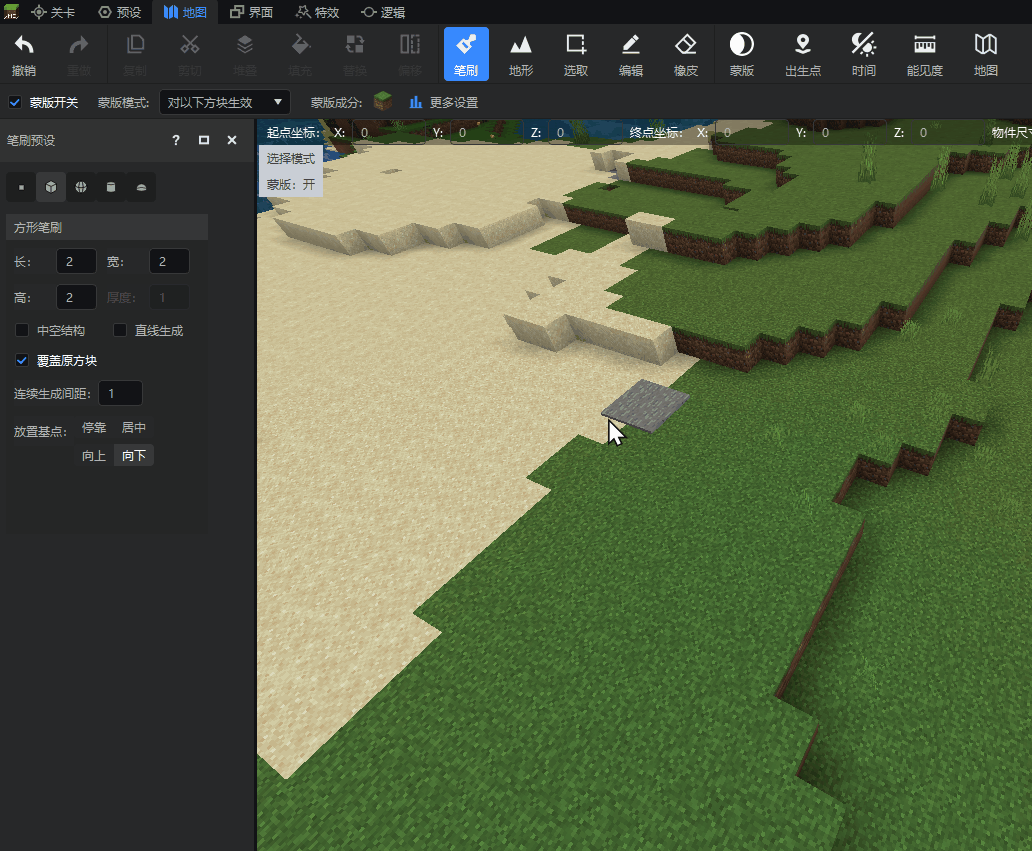 关卡 预设 地图 界面 特效 逻辑
撤销 重做 复制 剪切 堆叠 填充 替换 偏移 笔刷 地形 选取 编辑 橡皮 蒙版 出生点 时间 能见度 地图
蒙版开关 蒙版模式: 对以下方块生效 蒙版成分: 更多设置
笔刷预设 ?
起点坐标: X: 0 Y: 0 Z: 0 终点坐标: X: 0 Y: 0 Z: 0 物件尺
选择模式
蒙版: 开
方形笔刷
长: 2 宽: 2
高: 2 厚度: 1
中空结构 直线生成
覆盖原方块
连续生成间距: 1
放置基点: 停靠 居中
向上 向下